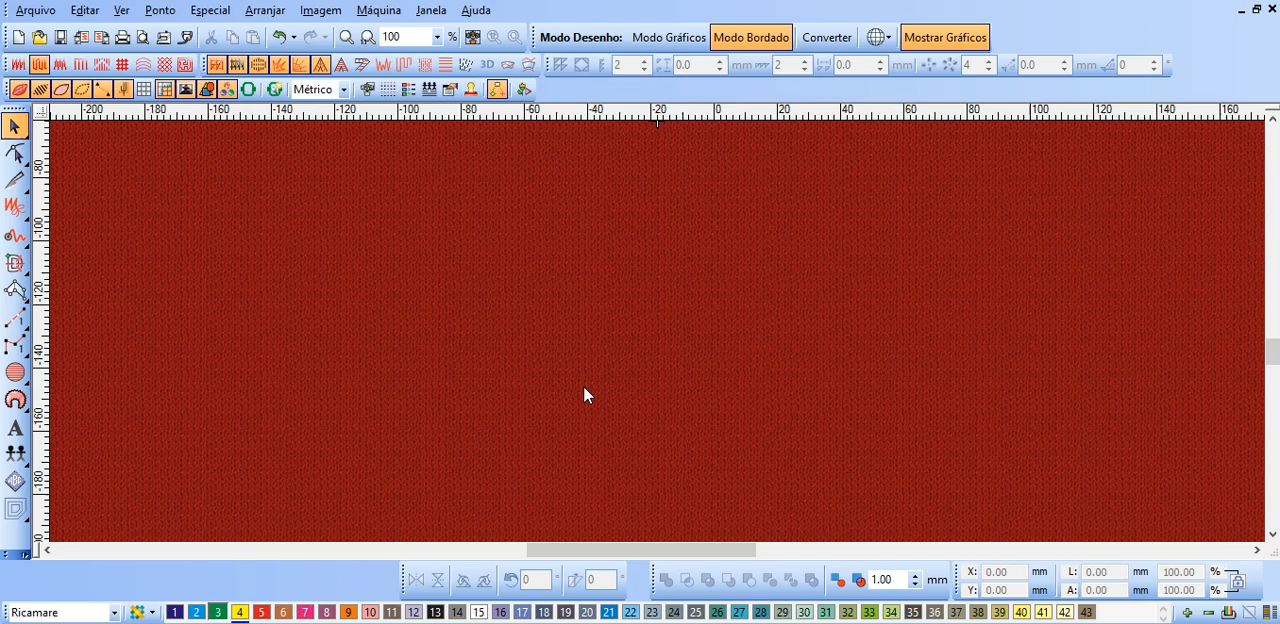 Arquivo Editar Ver Ponto Especial Arranjar Imagem Máquina Janela Ajuda
100 % Modo Desenho: Modo Gráficos Modo Bordado Converter Mostrar Gráficos
3D 2 0.0 mm 2 0.0 mm 4 0.0 mm 0 °
Métrico
-200 -180 -160 -140 -120 -100 -80 -60 -40 -20 0 20 40 60 80 100 120 140 160
-80
-100
-120
-140
-160
-180
A
ABC
0 ° 0 ° 1.00 mm X: 0.00 mm L: 0.00 mm 100.00 %
Y: 0.00 mm A: 0.00 mm 100.00 %
Ricamare 1 2 3 4 5 6 7 8 9 10 11 12 13 14 15 16 17 18 19 20 21 22 23 24 25 26 27 28 29 30 31 32 33 34 35 36 37 38 39 40 41 42 43